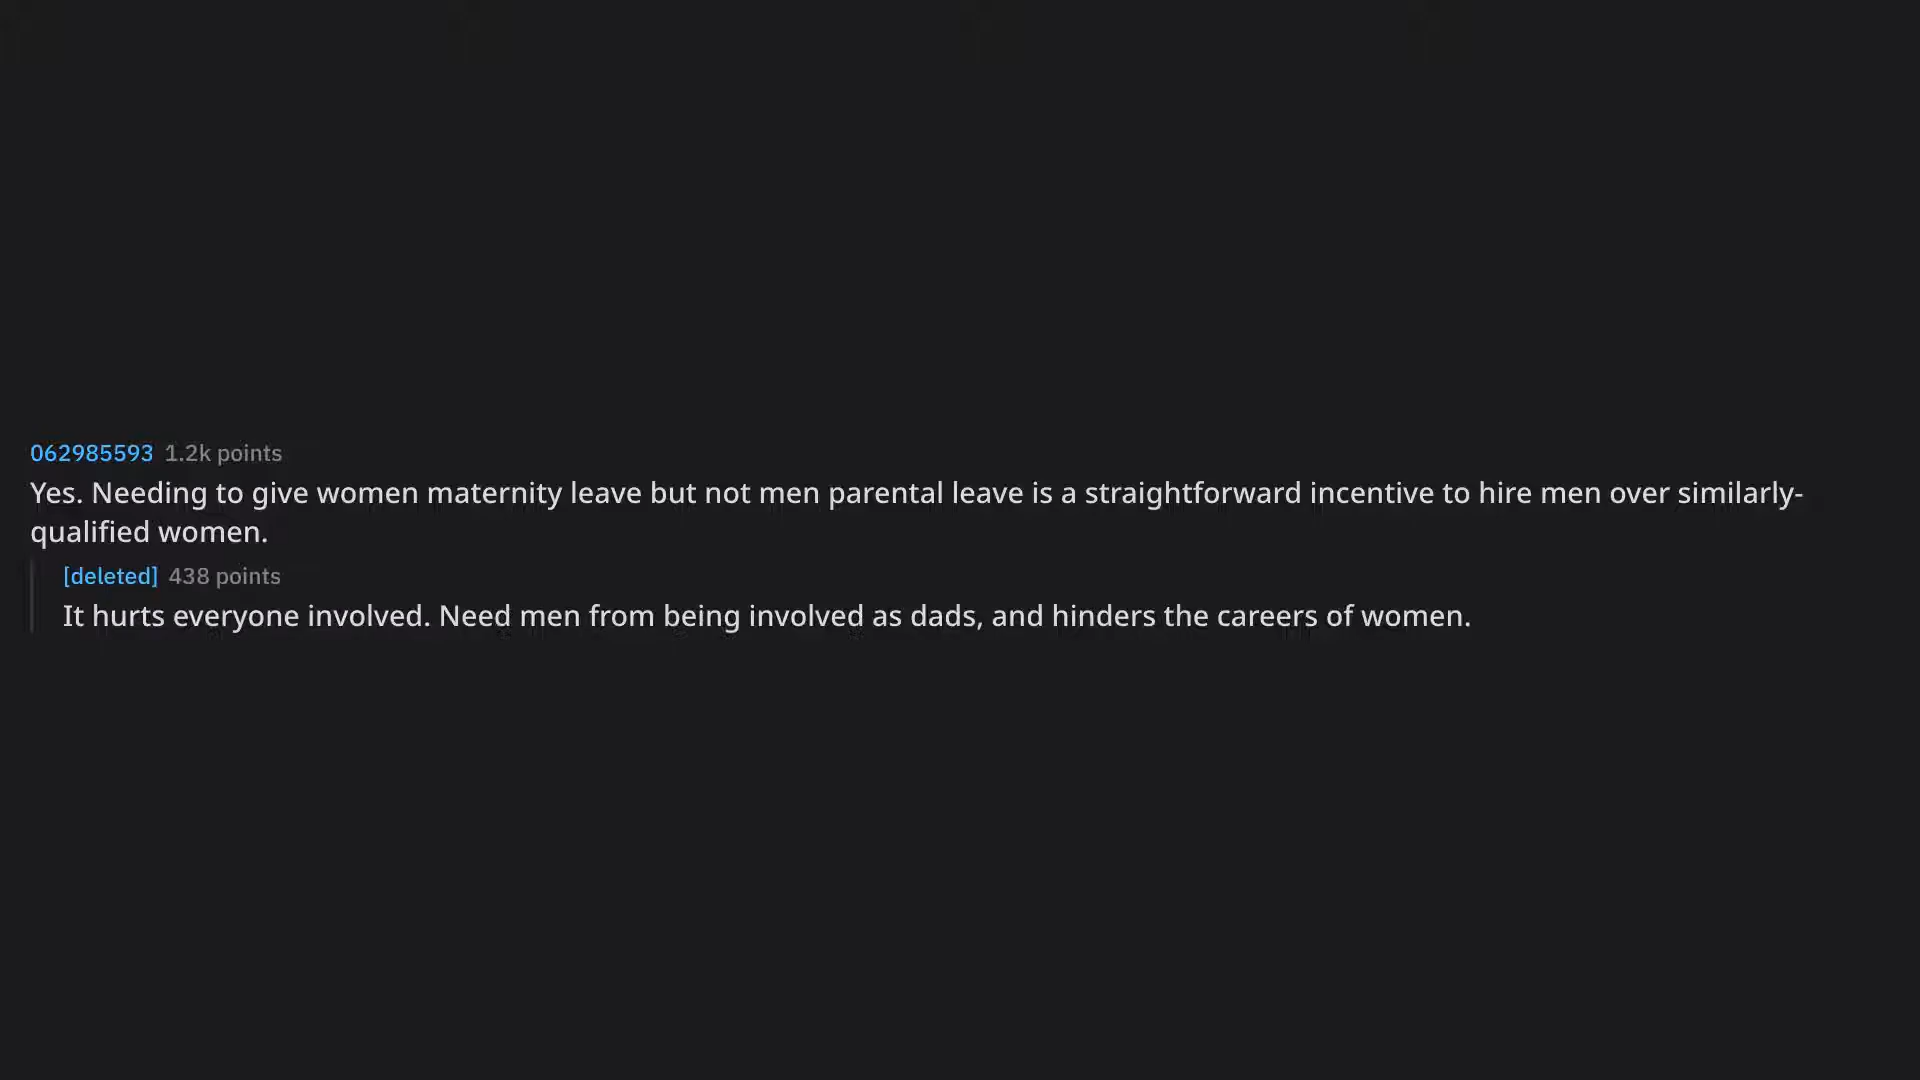 062985593 1.2k points
Yes. Needing to give women maternity leave but not men parental leave is a straightforward incentive to hire men over similarly-
qualified women.
[deleted] 438 points
It hurts everyone involved. Need men from being involved as dads, and hinders the careers of women.